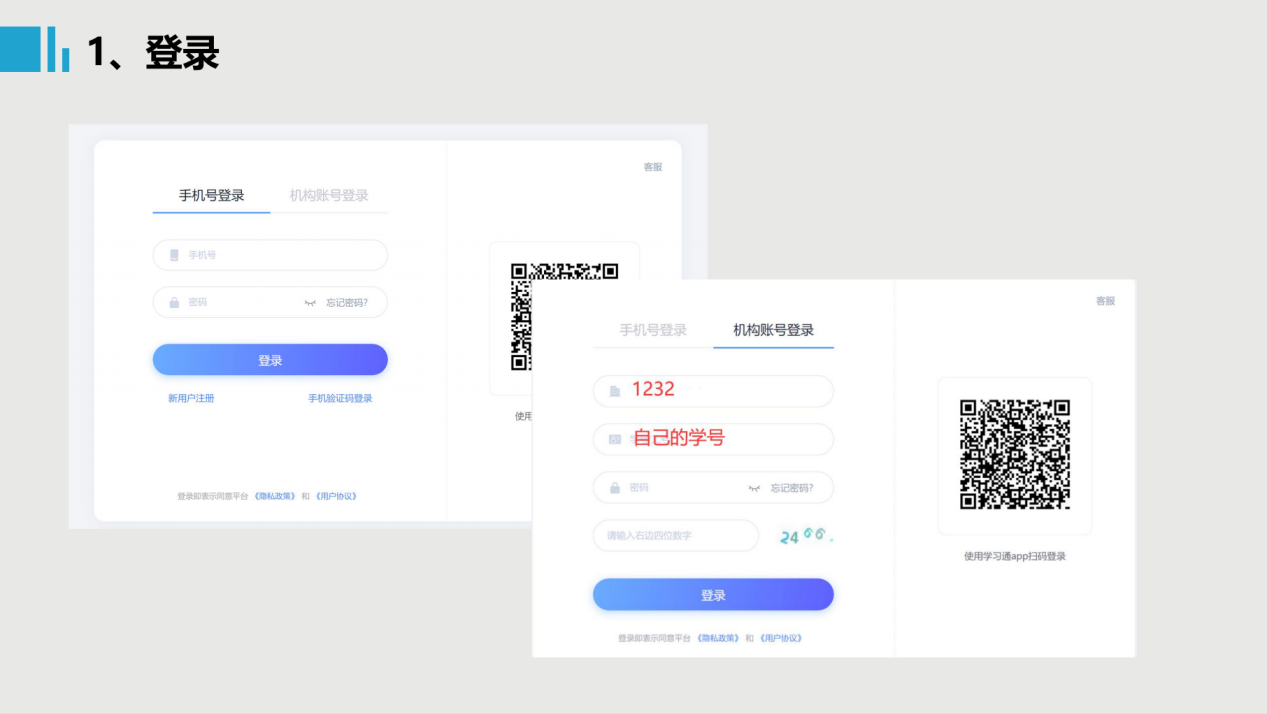 1、登录
客服
手机号登录 机构账号登录
手机号
密码 忘记密码?
登录
新用户注册 手机验证码登录
使用
登录即表示同意平台 《隐私政策》 和 《用户协议》
客服
手机号登录 机构账号登录
1232
自己的学号
密码 忘记密码?
请输入右边四位数字 2466
登录
使用学习通app扫码登录
登录即表示同意平台 《隐私政策》 和 《用户协议》